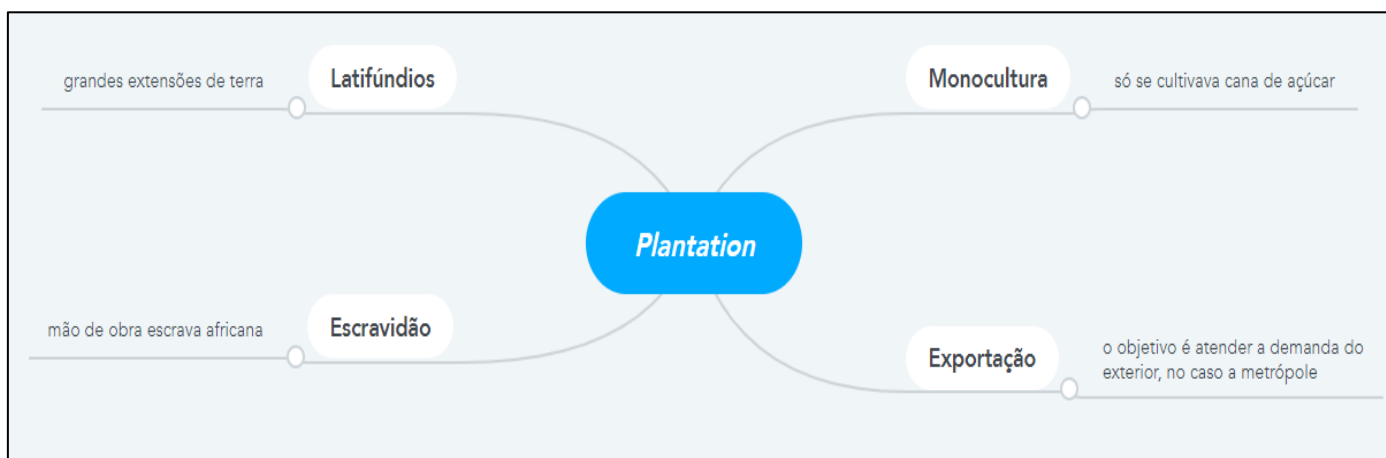 Latifúndios
grandes extensões de terra
Monocultura
só se cultivava cana de açúcar
Plantation
Escravidão
mão de obra escrava africana
Exportação
o objetivo é atender a demanda do
exterior, no caso a metrópole